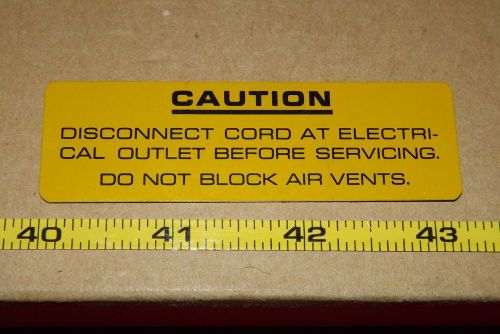 CAUTION
DISCONNECT CORD AT ELECTRI-
CAL OUTLET BEFORE SERVICING.
DO NOT BLOCK AIR VENTS.
40 41 42 43